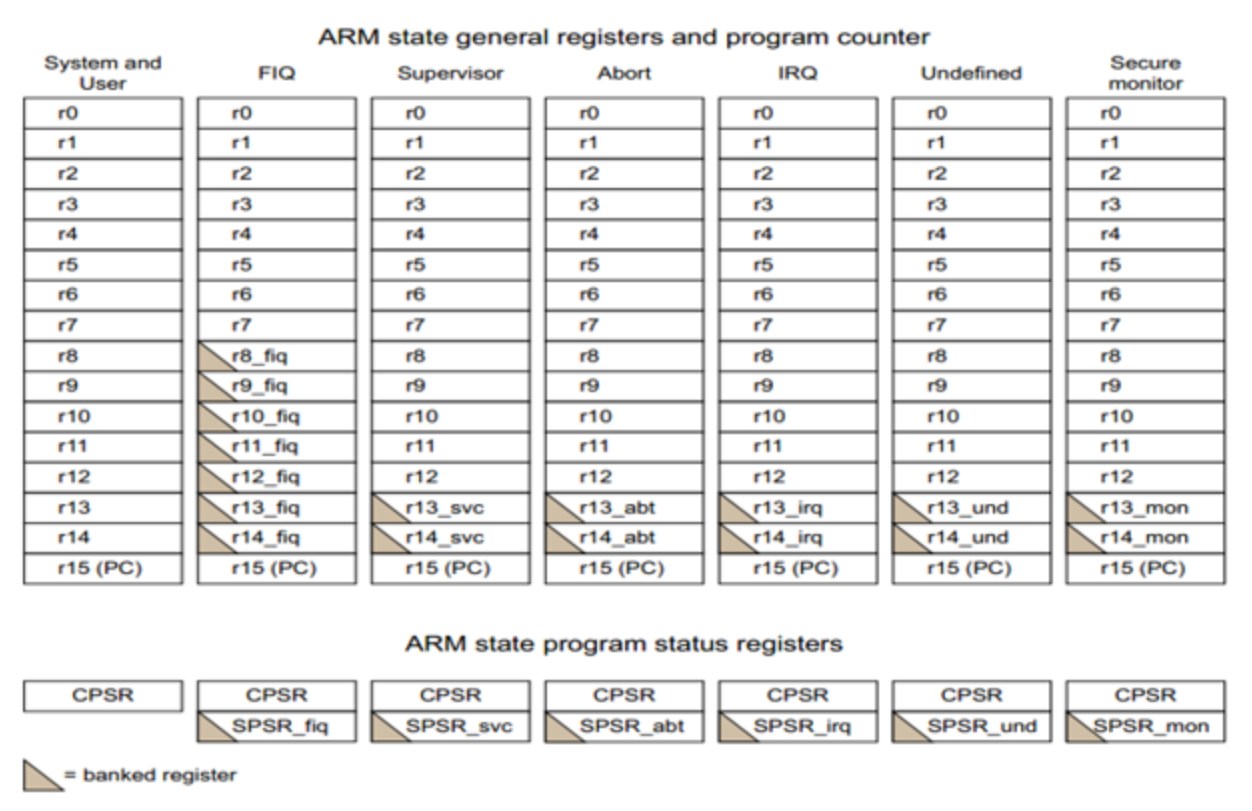 ARM state general registers and program counter
System and User FIQ Supervisor Abort IRQ Undefined Secure monitor
r0 r0 r0 r0 r0 r0 r0
r1 r1 r1 r1 r1 r1 r1
r2 r2 r2 r2 r2 r2 r2
r3 r3 r3 r3 r3 r3 r3
r4 r4 r4 r4 r4 r4 r4
r5 r5 r5 r5 r5 r5 r5
r6 r6 r6 r6 r6 r6 r6
r7 r7 r7 r7 r7 r7 r7
r8 r8_fiq r8 r8 r8 r8 r8
r9 r9_fiq r9 r9 r9 r9 r9
r10 r10_fiq r10 r10 r10 r10 r10
r11 r11_fiq r11 r11 r11 r11 r11
r12 r12_fiq r12 r12 r12 r12 r12
r13 r13_fiq r13_svc r13_abt r13_irq r13_und r13_mon
r14 r14_fiq r14_svc r14_abt r14_irq r14_und r14_mon
r15 (PC) r15 (PC) r15 (PC) r15 (PC) r15 (PC) r15 (PC) r15 (PC)
ARM state program status registers
CPSR CPSR CPSR CPSR CPSR CPSR CPSR
SPSR_fiq SPSR_svc SPSR_abt SPSR_irq SPSR_und SPSR_mon
= banked register